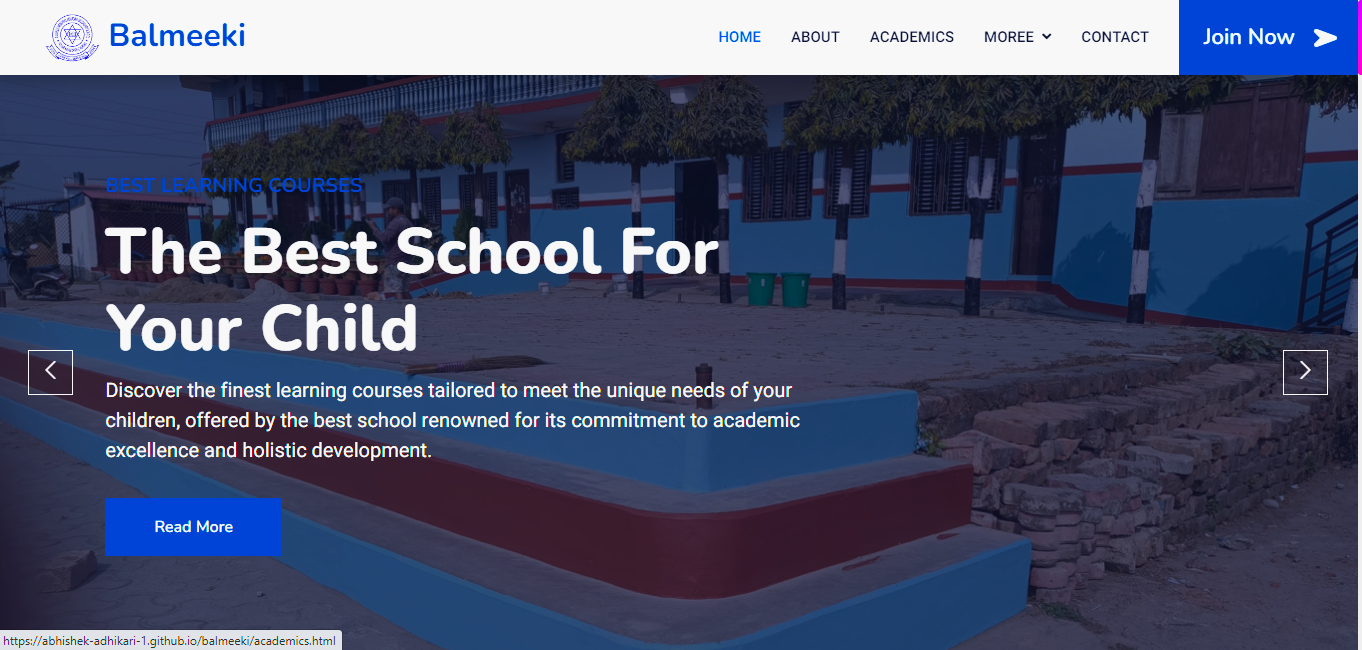 Balmeeki
HOME ABOUT ACADEMICS MOREE CONTACT Join Now
BEST LEARNING COURSES
The Best School For
Your Child
Discover the finest learning courses tailored to meet the unique needs of your
children, offered by the best school renowned for its commitment to academic
excellence and holistic development.
Read More
https://abhishek-adhikari-1.github.io/balmeeki/academics.html